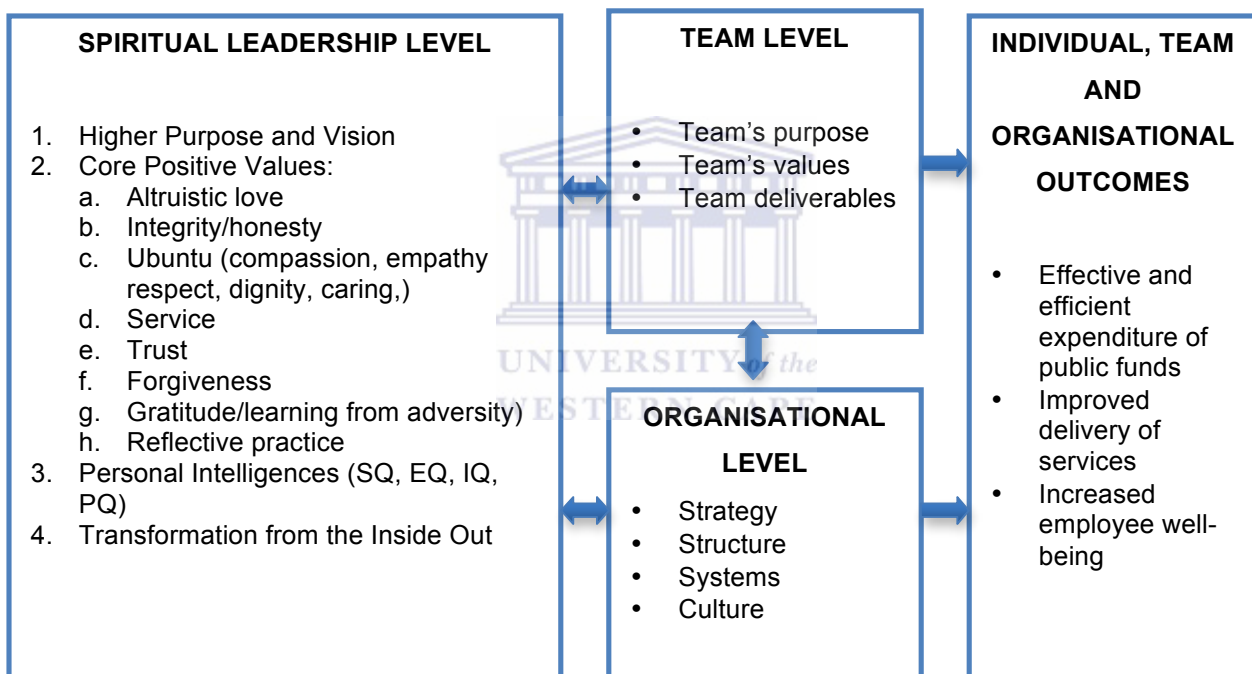 SPIRITUAL LEADERSHIP LEVEL
1. Higher Purpose and Vision
2. Core Positive Values:
a. Altruistic love
b. Integrity/honesty
c. Ubuntu (compassion, empathy
respect, dignity, caring,)
d. Service
e. Trust
f. Forgiveness
g. Gratitude/learning from adversity)
h. Reflective practice
3. Personal Intelligences (SQ, EQ, IQ,
PQ)
4. Transformation from the Inside Out
TEAM LEVEL
• Team’s purpose
• Team’s values
• Team deliverables
UNIVERSITY of the
WESTERN CAPE
ORGANISATIONAL
LEVEL
• Strategy
• Structure
• Systems
• Culture
INDIVIDUAL, TEAM
AND
ORGANISATIONAL
OUTCOMES
• Effective and
efficient
expenditure of
public funds
• Improved
delivery of
services
• Increased
employee well-
being